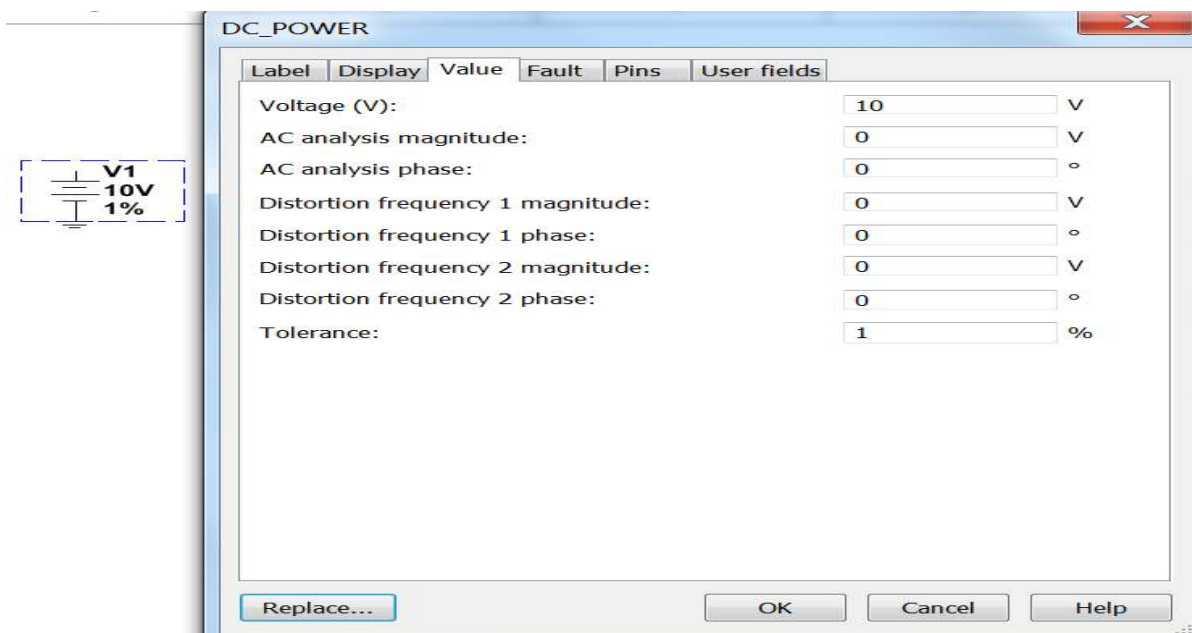 DC_POWER
Label Display Value Fault Pins User fields
Voltage (V): 10 V
AC analysis magnitude: 0 V
AC analysis phase: 0 °
Distortion frequency 1 magnitude: 0 V
Distortion frequency 1 phase: 0 °
Distortion frequency 2 magnitude: 0 V
Distortion frequency 2 phase: 0 °
Tolerance: 1 %
V1
10V
1%
Replace... OK Cancel Help